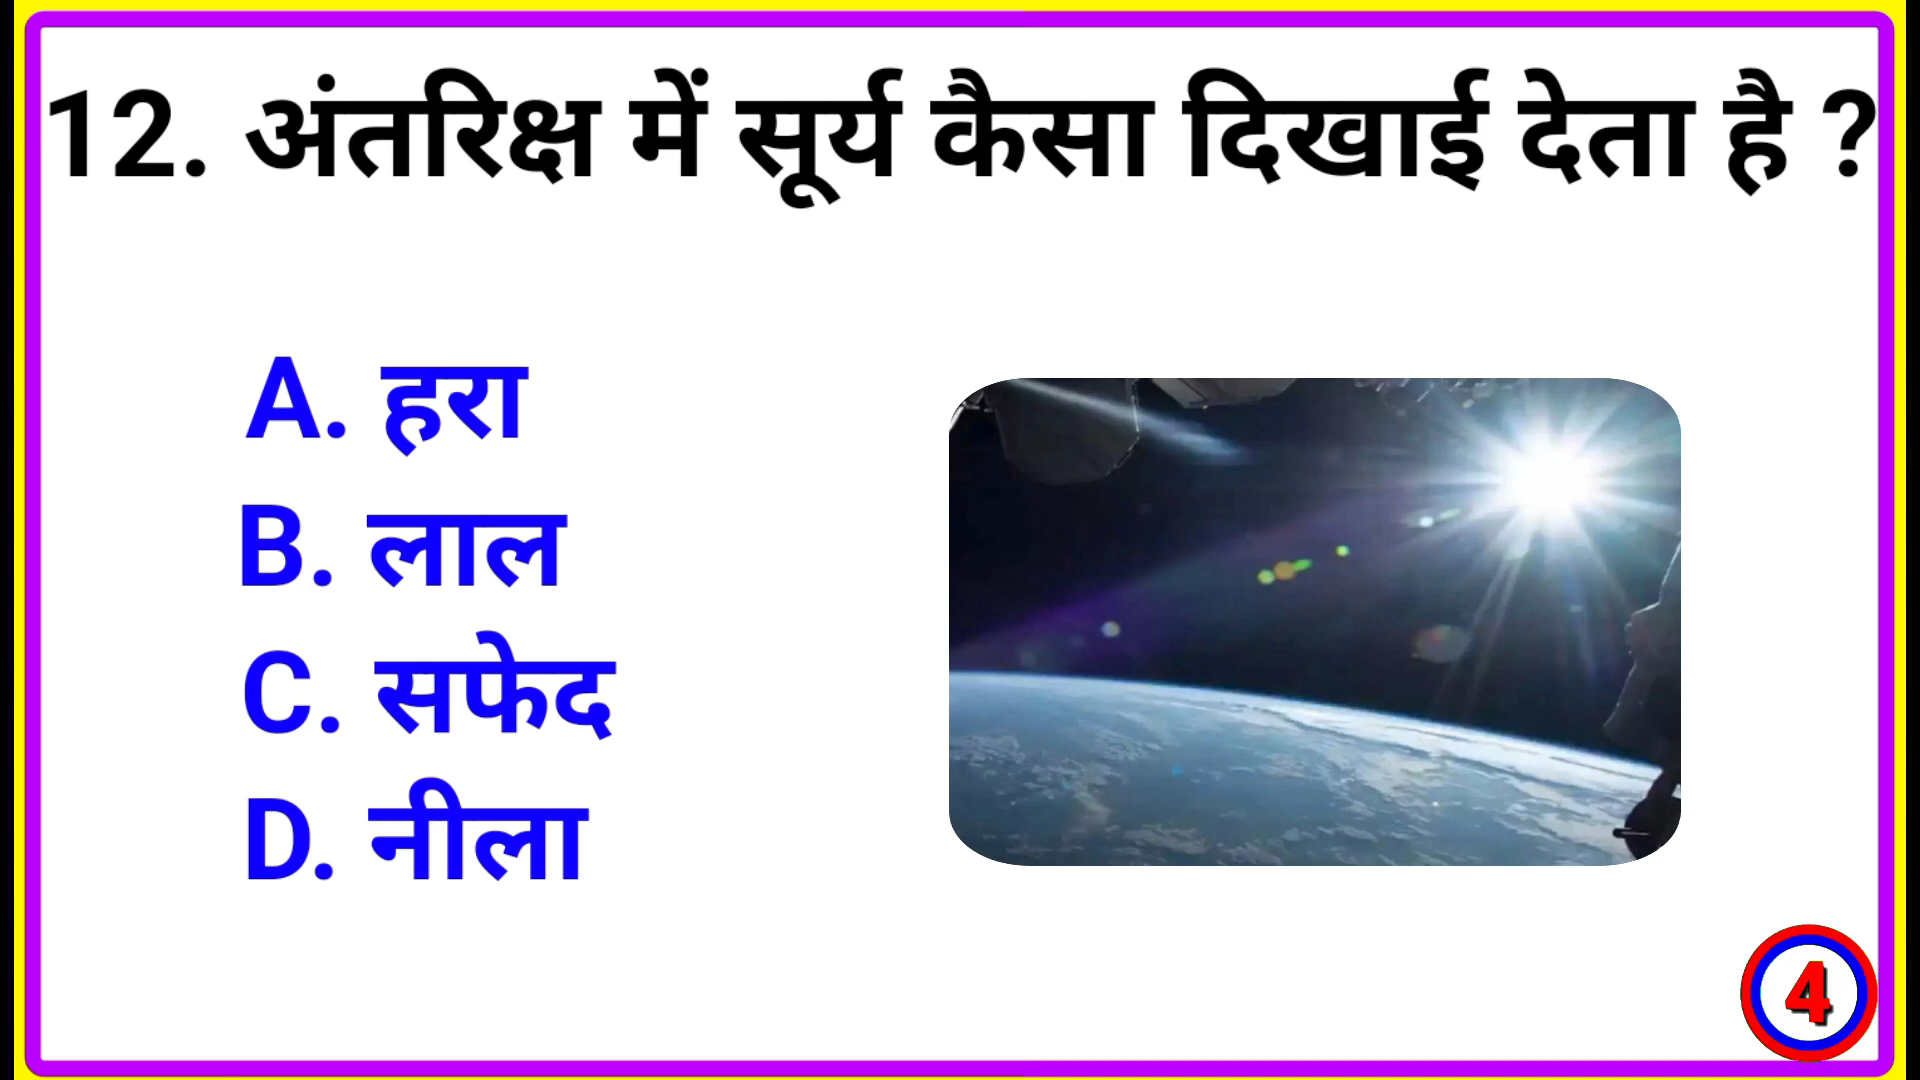 12. अंतरिक्ष में सूर्य कैसा दिखाई देता है ?
A. हरा
B. लाल
C. सफेद
D. नीला
4